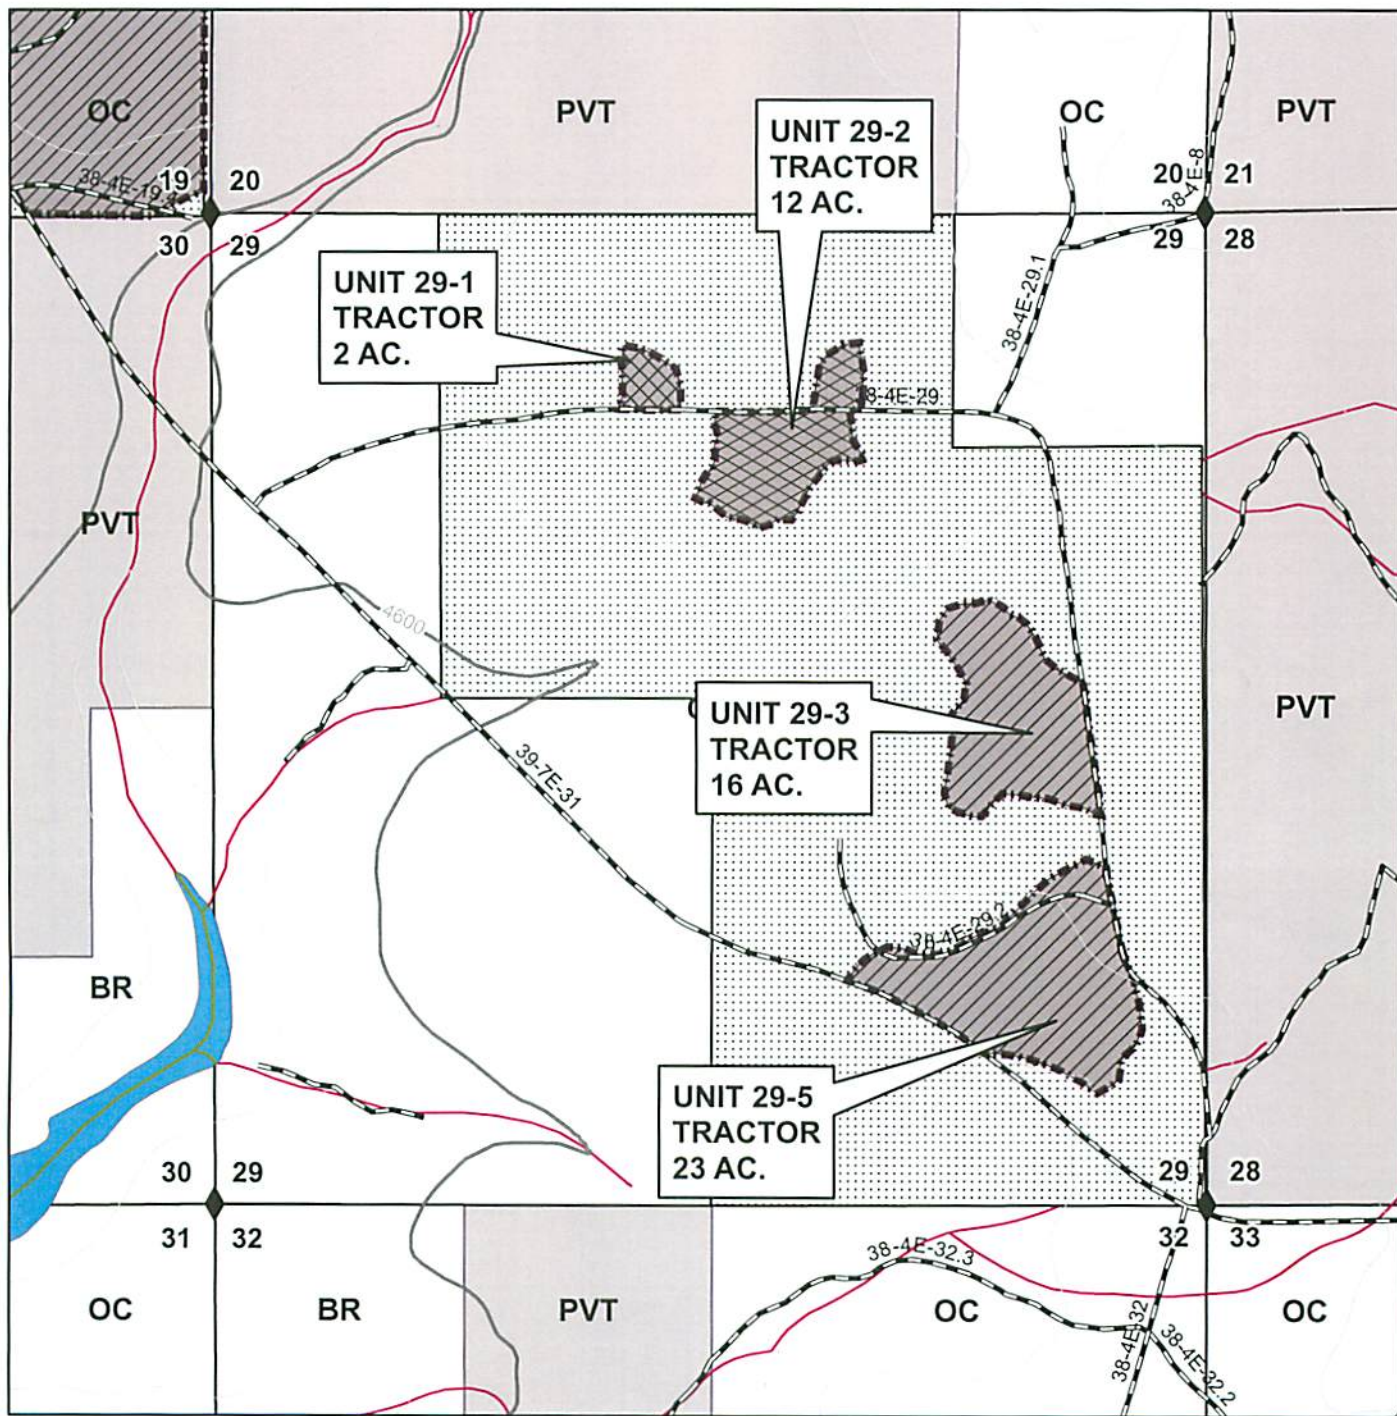 OC
PVT
OC
PVT
UNIT 29-2
TRACTOR
12 AC.
38-4E-8
19
20
20
21
30
29
29
28
UNIT 29-1
TRACTOR
2 AC.
38-4E-29.1
8-4E-29
PVT
4600
UNIT 29-3
TRACTOR
16 AC.
PVT
39-7E-31
38-4E-29.2
BR
UNIT 29-5
TRACTOR
23 AC.
30
29
29
28
31
32
32
33
38-4E-32.3
OC
BR
PVT
OC
OC
38-4E-32
38-4E-32.2